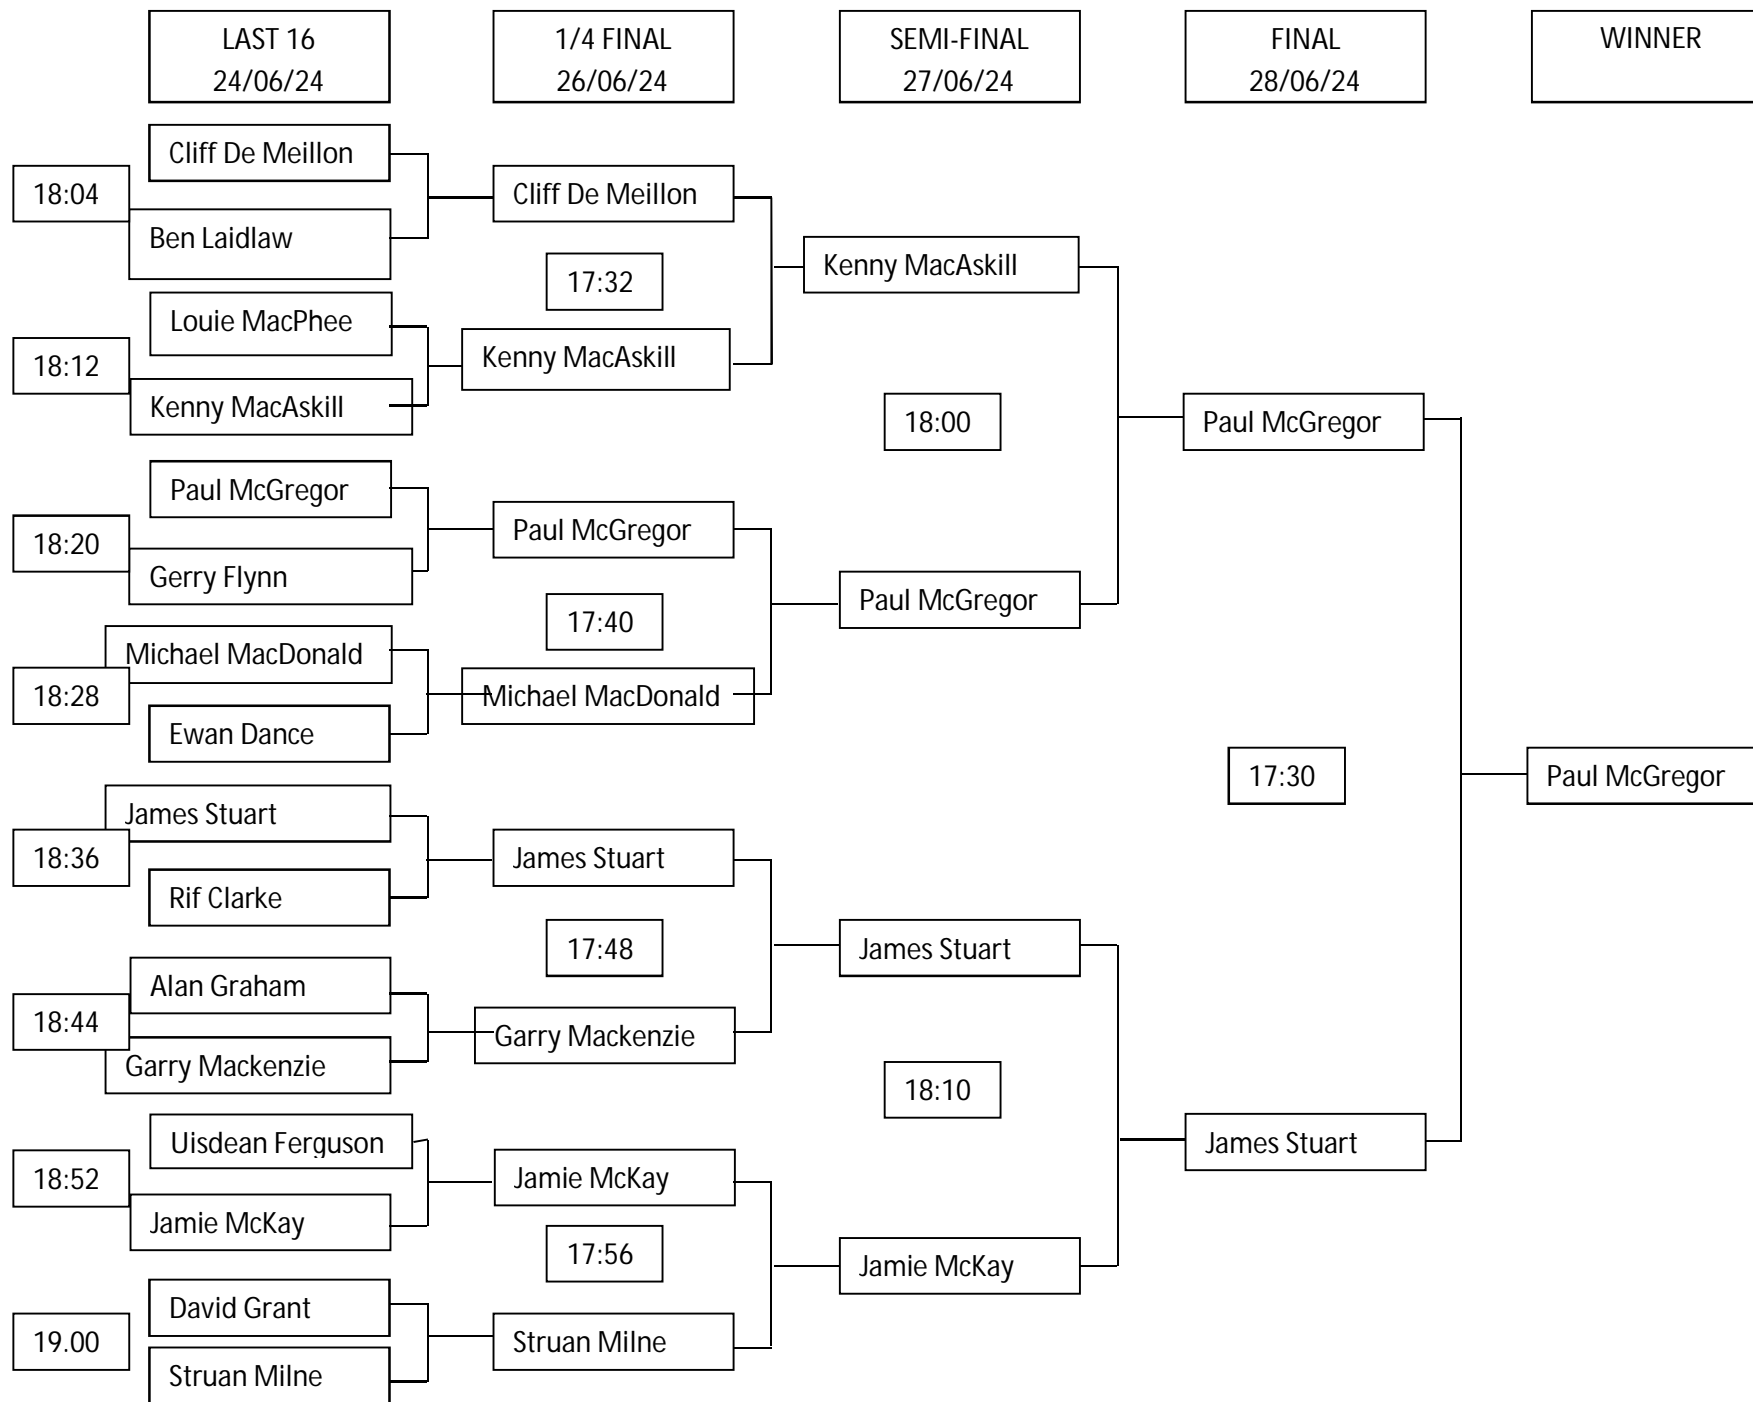 LAST 16
24/06/24
1/4 FINAL
26/06/24
SEMI-FINAL
27/06/24
FINAL
28/06/24
WINNER
Cliff De Meillon
18:04
Ben Laidlaw
Louie MacPhee
18:12
Kenny MacAskill
Paul McGregor
18:20
Gerry Flynn
Michael MacDonald
18:28
Ewan Dance
James Stuart
18:36
Rif Clarke
Alan Graham
18:44
Garry Mackenzie
Uisdean Ferguson
18:52
Jamie McKay
David Grant
19.00
Struan Milne
Cliff De Meillon
17:32
Kenny MacAskill
Paul McGregor
17:40
Michael MacDonald
James Stuart
17:48
Garry Mackenzie
Jamie McKay
17:56
Struan Milne
Kenny MacAskill
18:00
Paul McGregor
James Stuart
18:10
Jamie McKay
Paul McGregor
17:30
James Stuart
Paul McGregor